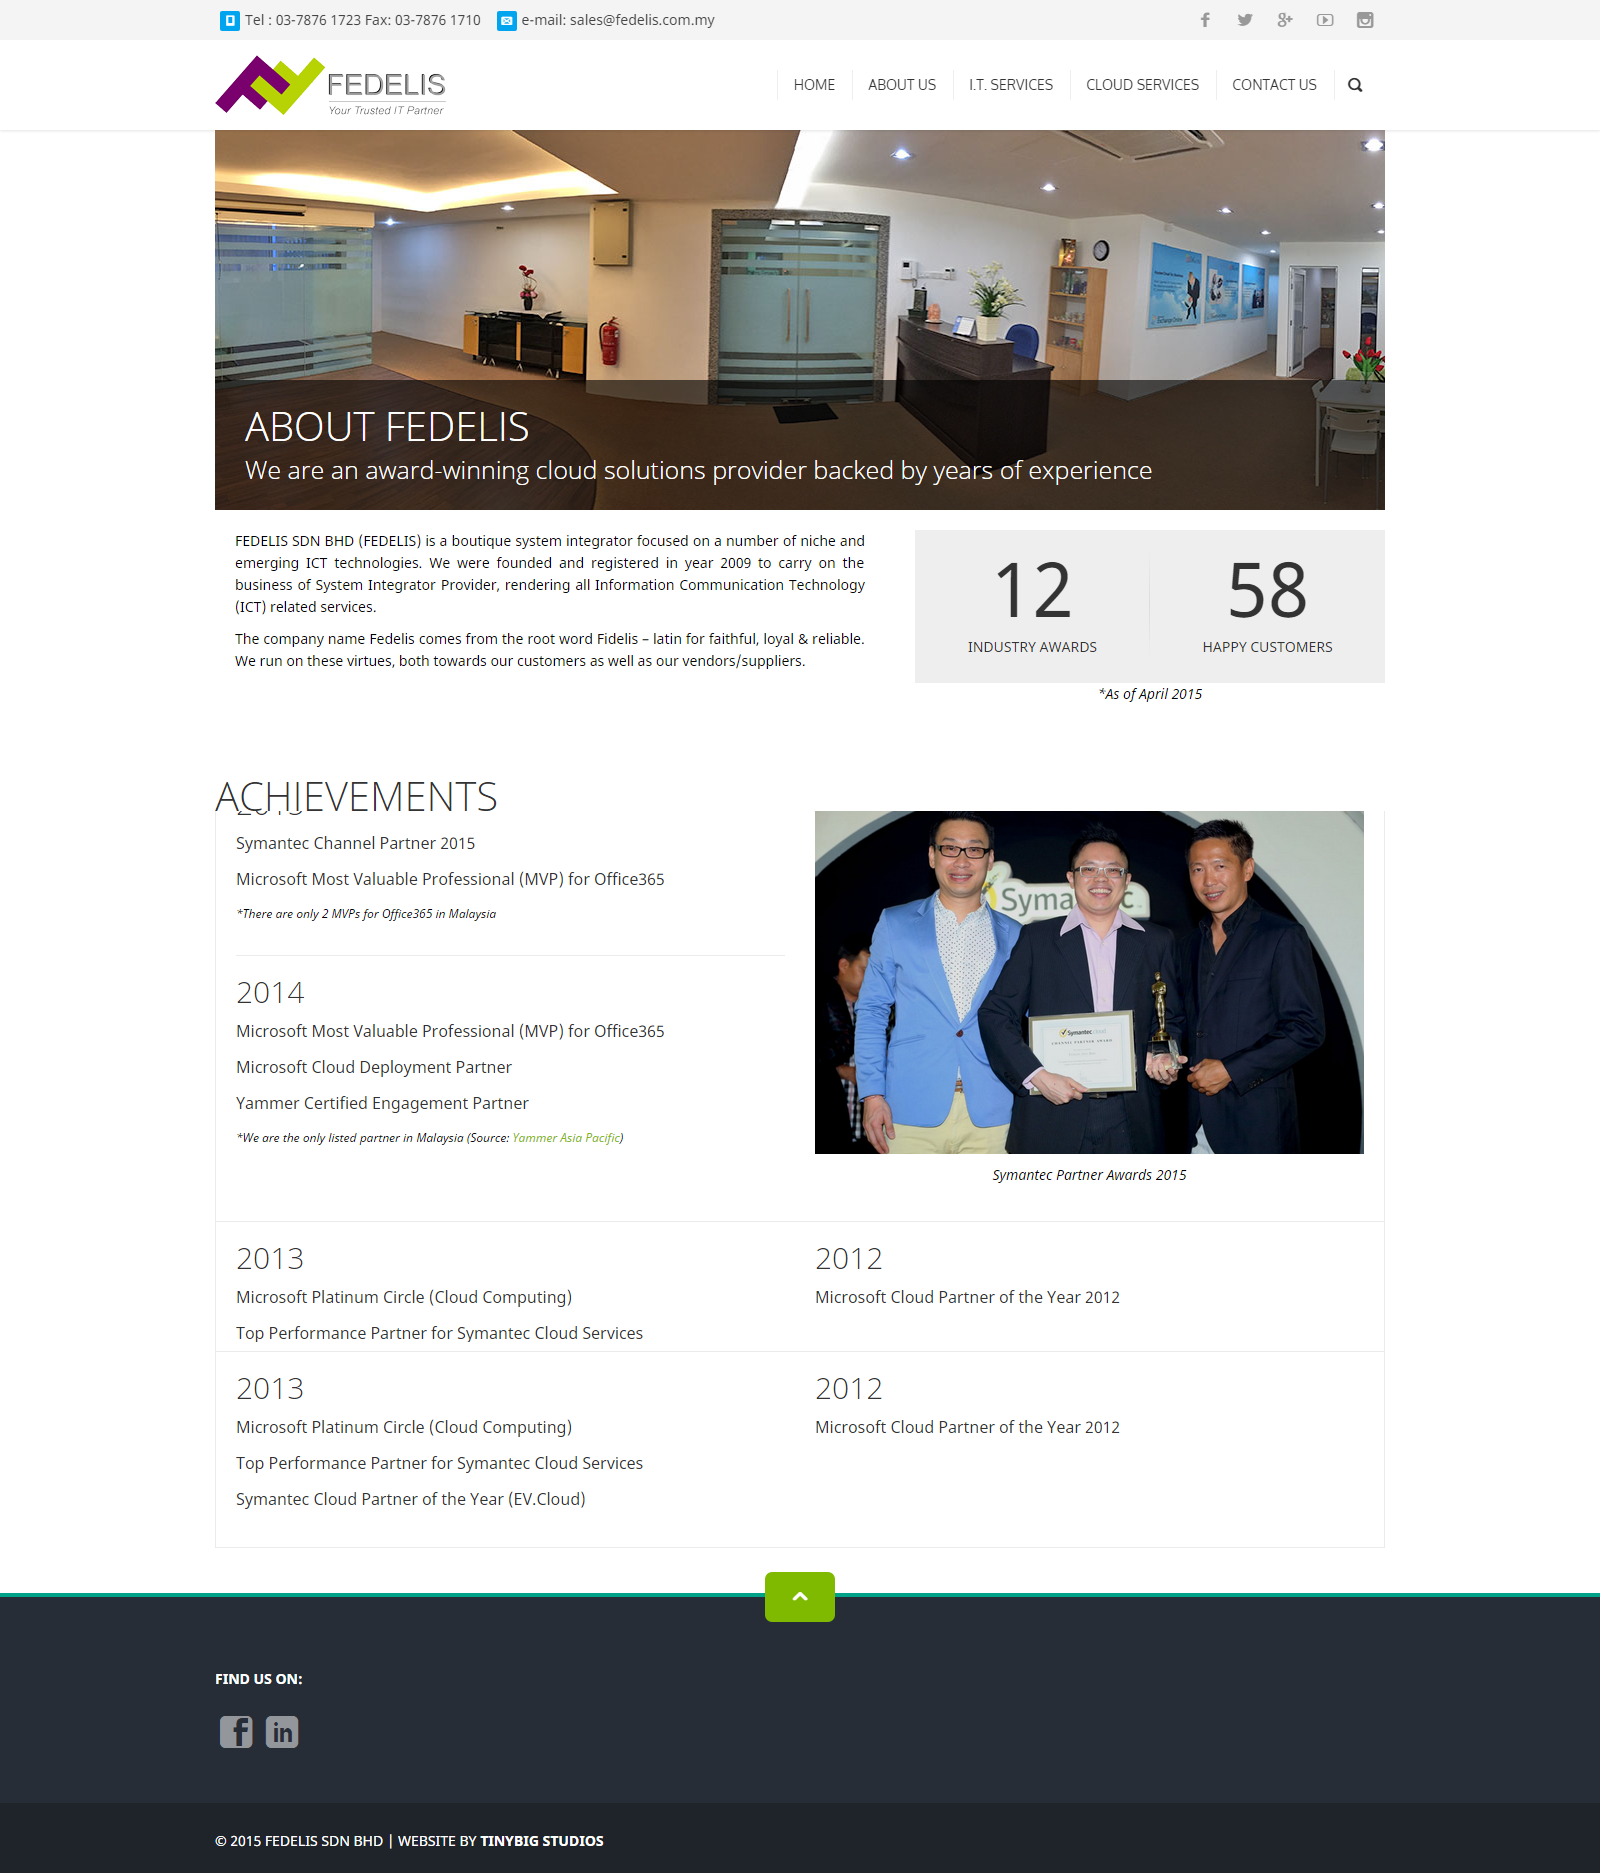 Tel : 03-7876 1723 Fax: 03-7876 1710 e-mail: sales@fedelis.com.my
FEDELIS
Your Trusted IT Partner
HOME ABOUT US I.T. SERVICES CLOUD SERVICES CONTACT US
ABOUT FEDELIS
We are an award-winning cloud solutions provider backed by years of experience
FEDELIS SDN BHD (FEDELIS) is a boutique system integrator focused on a number of niche and
emerging ICT technologies. We were founded and registered in year 2009 to carry on the
business of System Integrator Provider, rendering all Information Communication Technology
(ICT) related services.
The company name Fedelis comes from the root word Fidelis – latin for faithful, loyal & reliable.
We run on these virtues, both towards our customers as well as our vendors/suppliers.
12
INDUSTRY AWARDS
58
HAPPY CUSTOMERS
*As of April 2015
ACHIEVEMENTS
Symantec Channel Partner 2015
Microsoft Most Valuable Professional (MVP) for Office365
*There are only 2 MVPs for Office365 in Malaysia
2014
Microsoft Most Valuable Professional (MVP) for Office365
Microsoft Cloud Deployment Partner
Yammer Certified Engagement Partner
*We are the only listed partner in Malaysia (Source: Yammer Asia Pacific)
Symantec
CHANNEL PARTNER AWARD
Symantec Partner Awards 2015
2013
Microsoft Platinum Circle (Cloud Computing)
Top Performance Partner for Symantec Cloud Services
2012
Microsoft Cloud Partner of the Year 2012
2013
Microsoft Platinum Circle (Cloud Computing)
Top Performance Partner for Symantec Cloud Services
Symantec Cloud Partner of the Year (EV.Cloud)
2012
Microsoft Cloud Partner of the Year 2012
FIND US ON:
© 2015 FEDELIS SDN BHD | WEBSITE BY TINYBIG STUDIOS